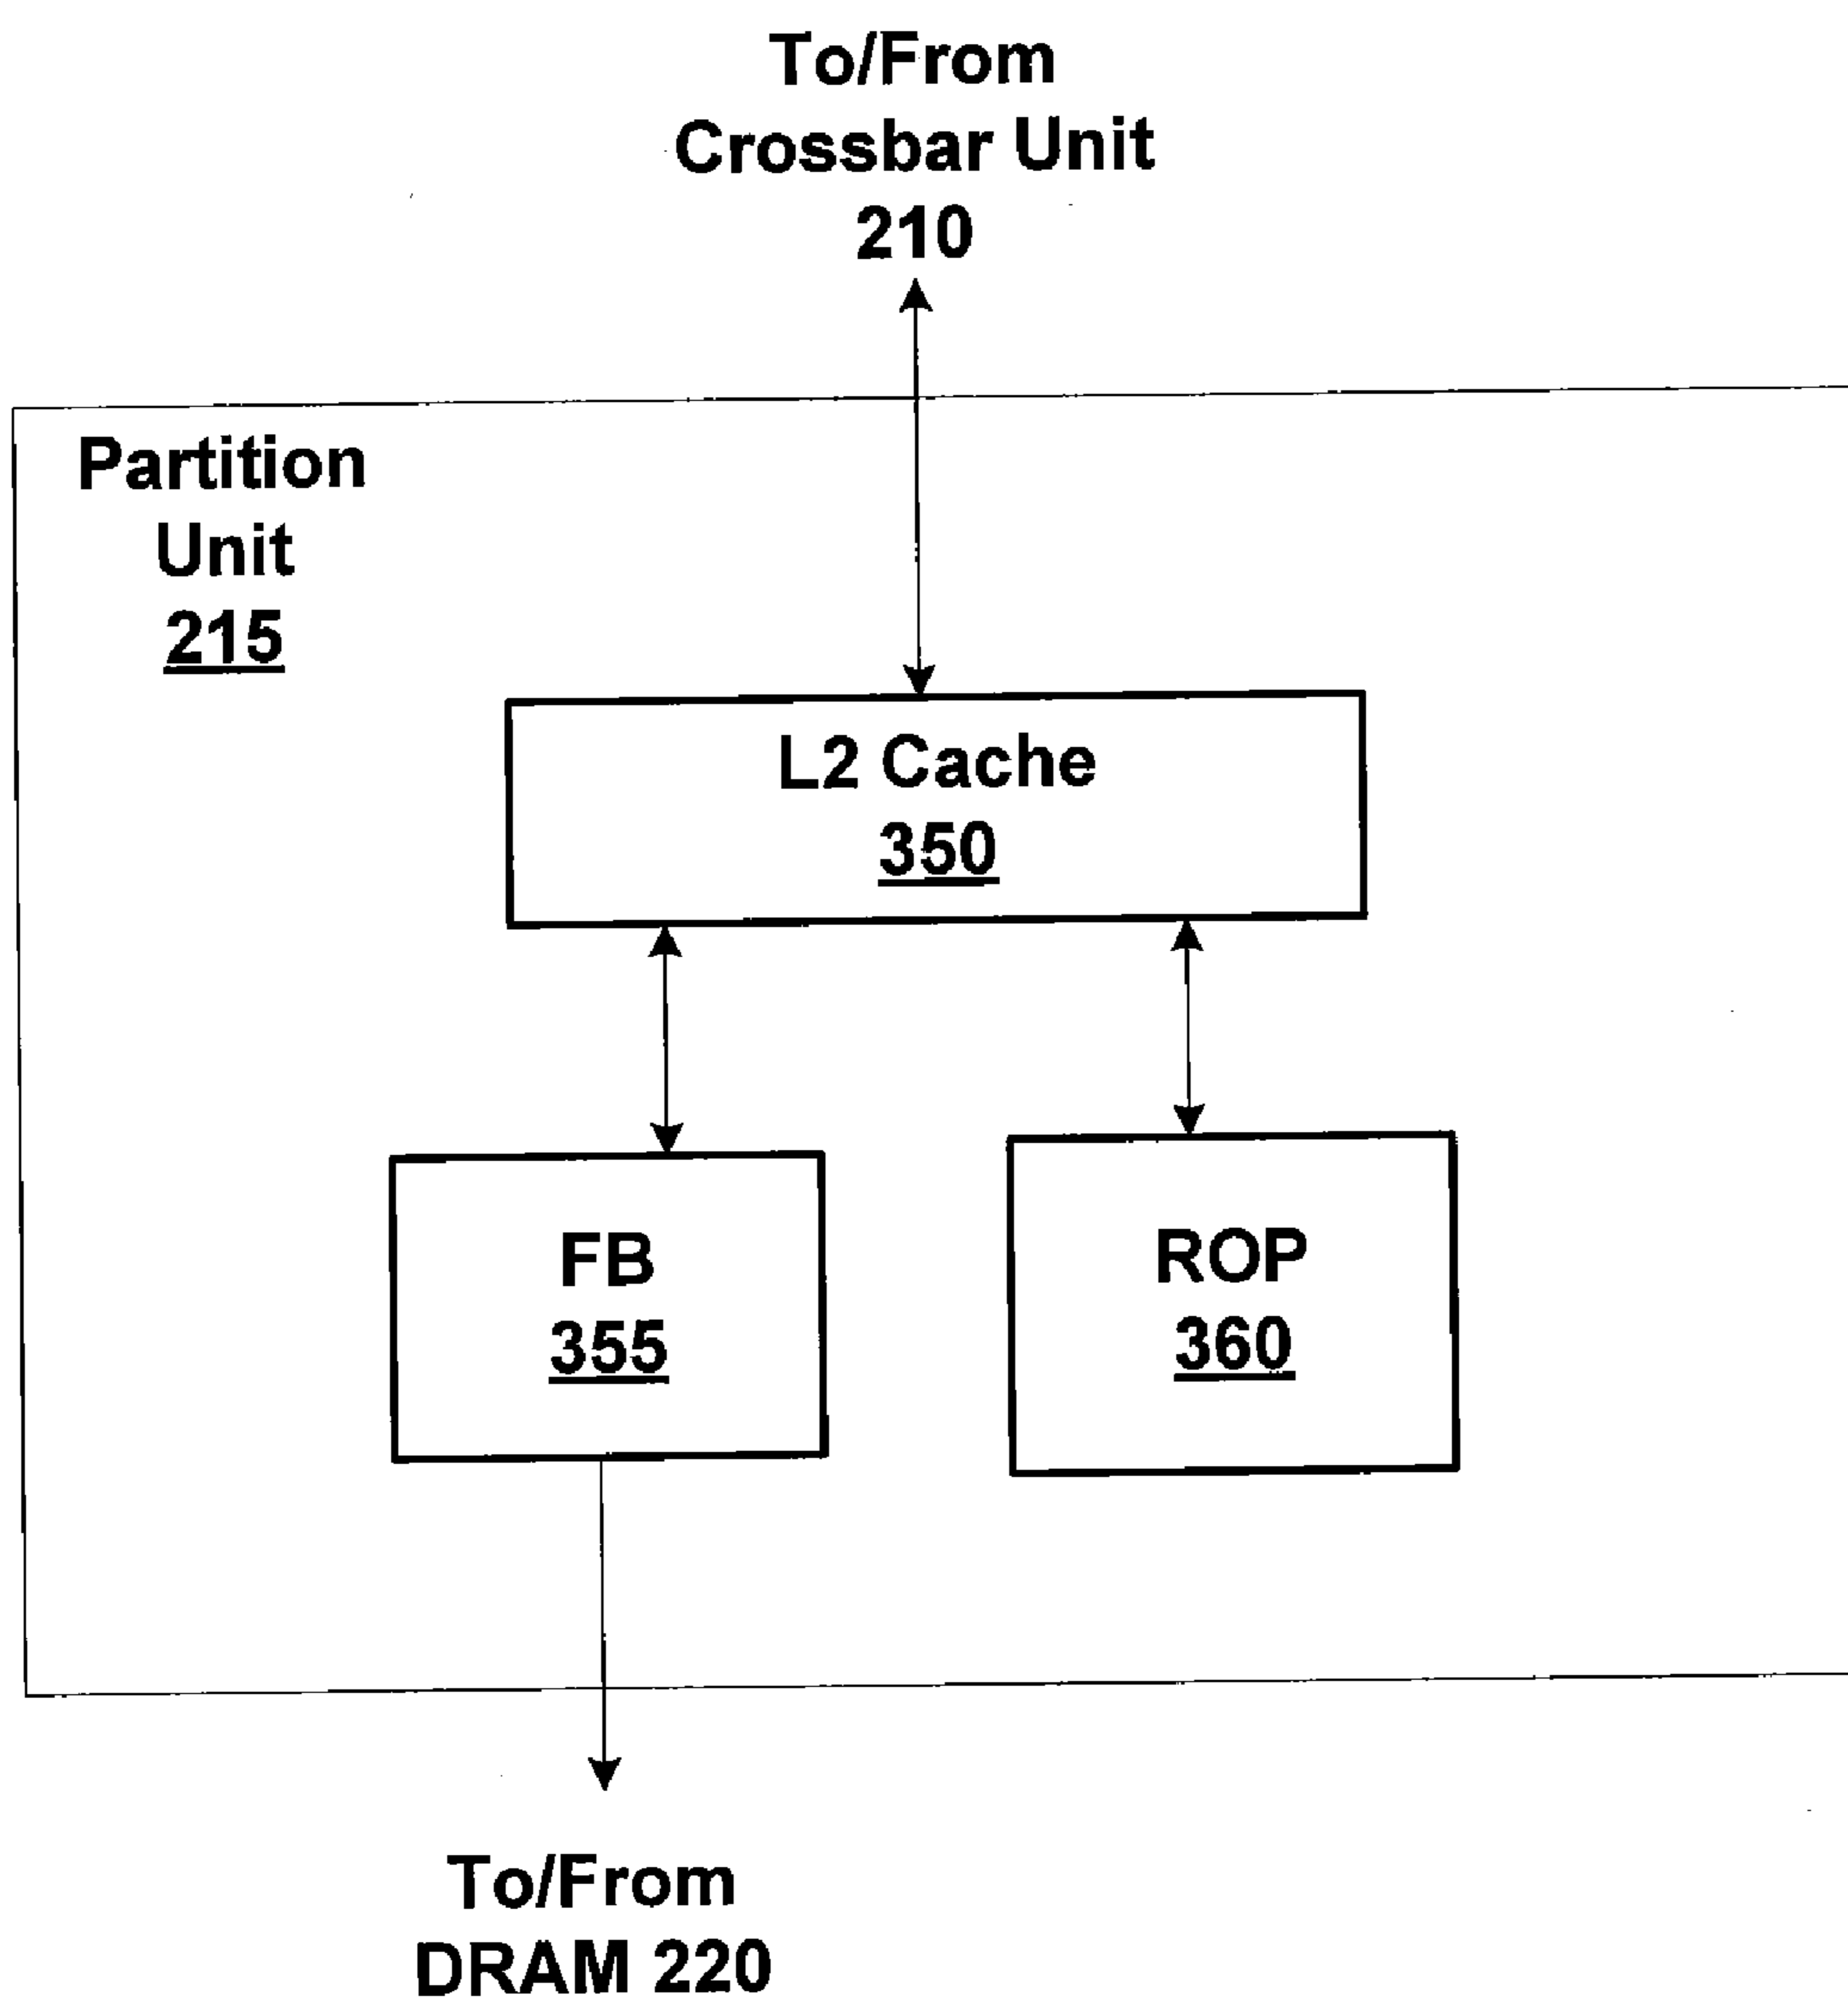 To/From
Crossbar Unit
210
Partition
Unit
215
L2 Cache
350
FB
355
ROP
360
To/From
DRAM 220